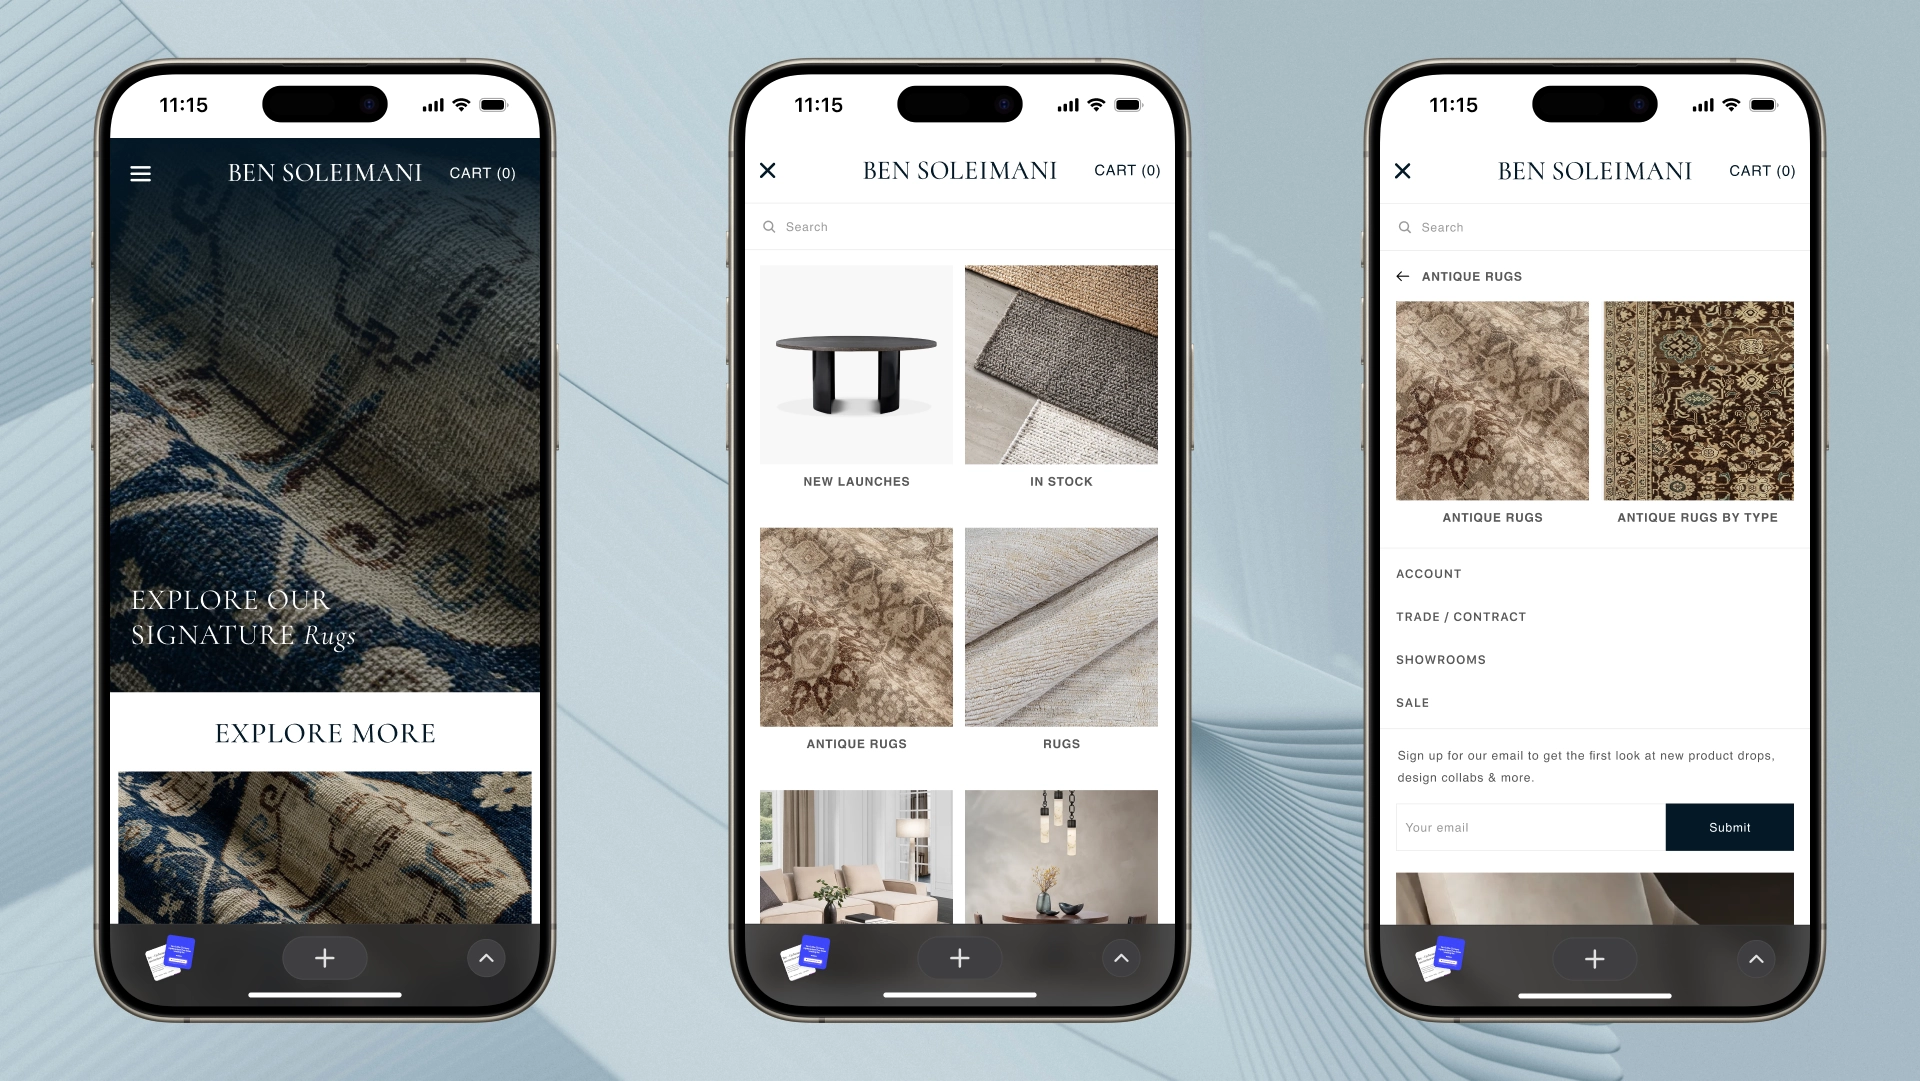 11:15
BEN SOLEIMANI
CART (0)
EXPLORE OUR
SIGNATURE Rugs
EXPLORE MORE
11:15
BEN SOLEIMANI
CART (0)
Search
NEW LAUNCHES
IN STOCK
ANTIQUE RUGS
RUGS
11:15
BEN SOLEIMANI
CART (0)
Search
ANTIQUE RUGS
ANTIQUE RUGS
ANTIQUE RUGS BY TYPE
ACCOUNT
TRADE / CONTRACT
SHOWROOMS
SALE
Sign up for our email to get the first look at new product drops,
design collabs & more.
Your email
Submit